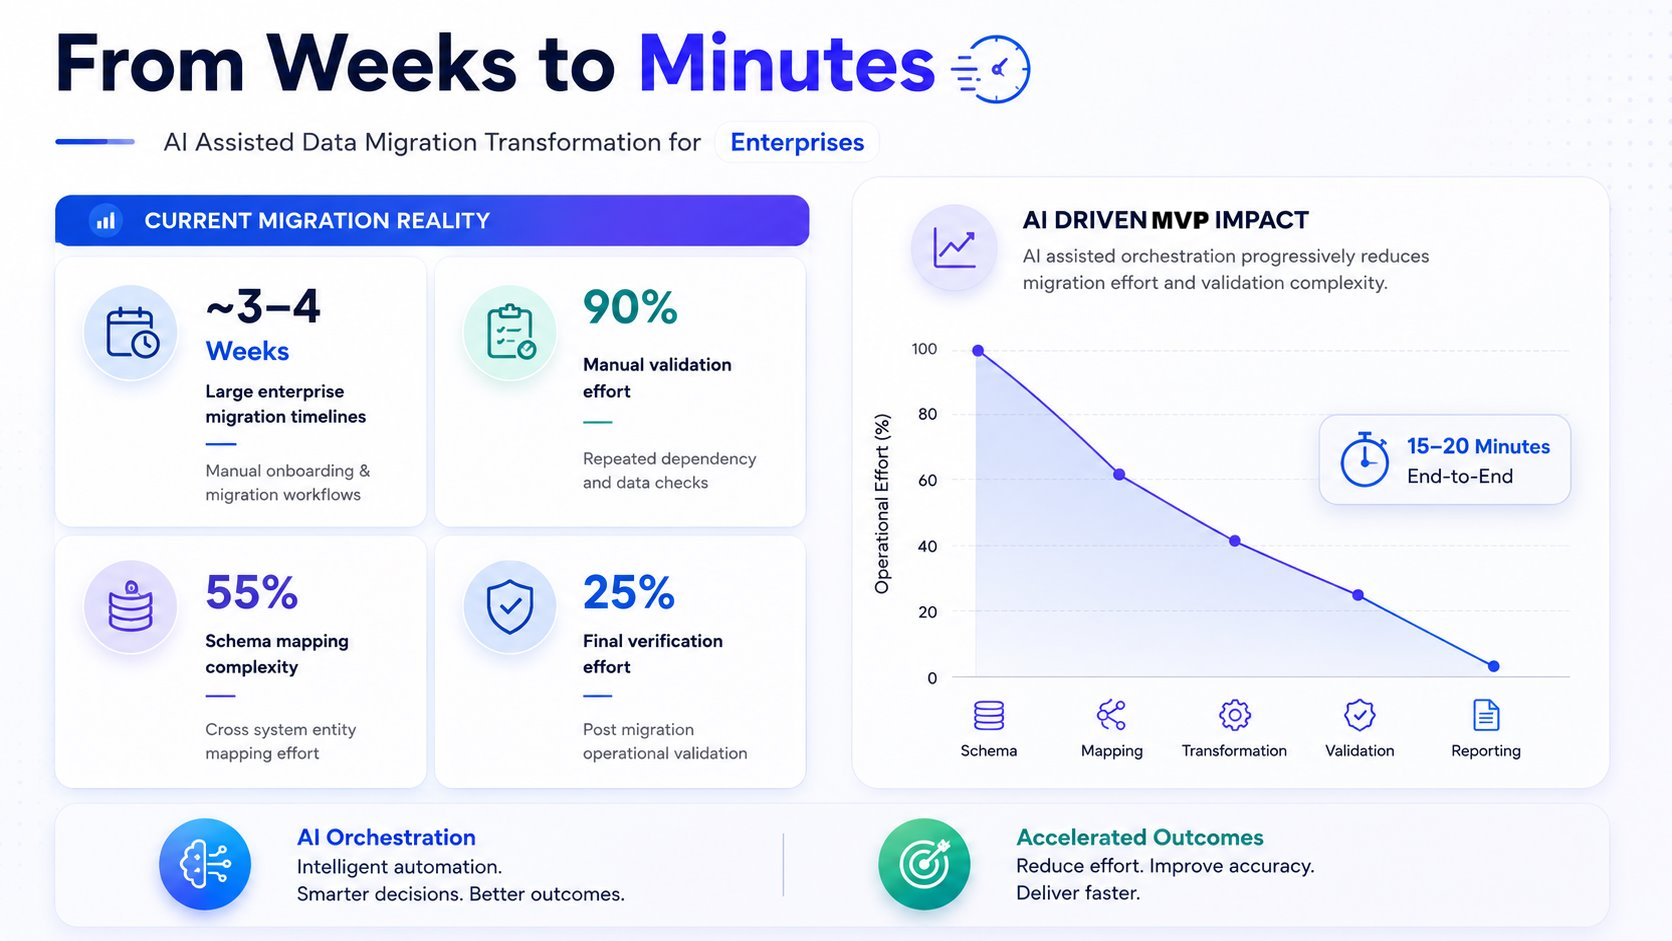 From Weeks to Minutes
AI Assisted Data Migration Transformation for Enterprises
CURRENT MIGRATION REALITY
~3–4
Weeks
Large enterprise
migration timelines
Manual onboarding &
migration workflows
90%
Manual validation
effort
Repeated dependency
and data checks
55%
Schema mapping
complexity
Cross system entity
mapping effort
25%
Final verification
effort
Post migration
operational validation
AI DRIVEN MVP IMPACT
AI assisted orchestration progressively reduces
migration effort and validation complexity.
Operational Effort (%)
100
80
60
40
20
0
15–20 Minutes
End-to-End
Schema
Mapping
Transformation
Validation
Reporting
AI Orchestration
Intelligent automation.
Smarter decisions. Better outcomes.
Accelerated Outcomes
Reduce effort. Improve accuracy.
Deliver faster.